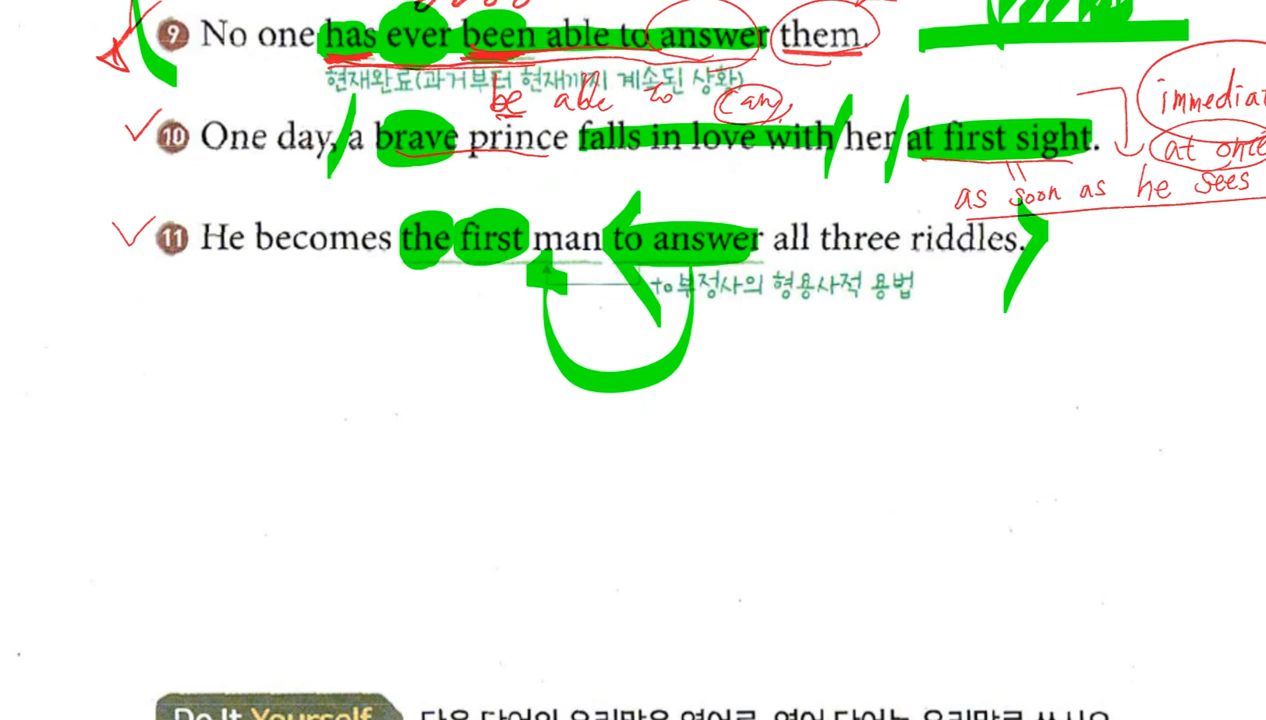 9 No one has ever been able to answer them.
현재완료(과거부터 현재까지 계속된 상황)
be able to can
10 One day, a brave prince falls in love with her at first sight.
immediat
at once
as soon as he sees
11 He becomes the first man to answer all three riddles.
to부정사의 형용사적 용법
Do It Yourself